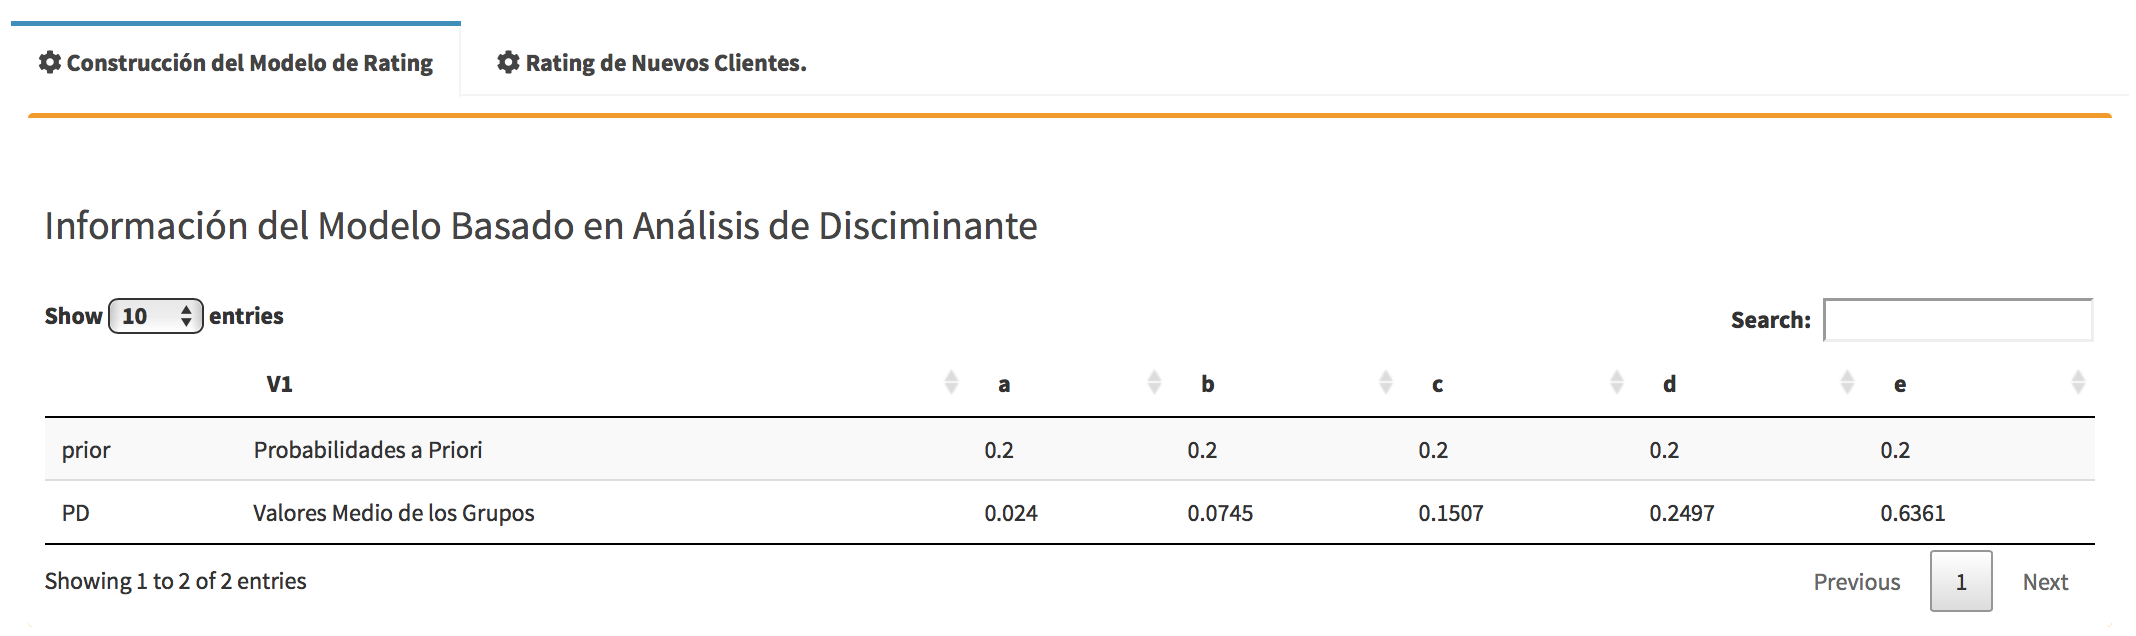 Construcción del Modelo de Rating Rating de Nuevos Clientes.
Información del Modelo Basado en Análisis de Disciminante
Show 10 entries Search:
V1 a b c d e
prior Probabilidades a Priori 0.2 0.2 0.2 0.2 0.2
PD Valores Medio de los Grupos 0.024 0.0745 0.1507 0.2497 0.6361
Showing 1 to 2 of 2 entries Previous 1 Next